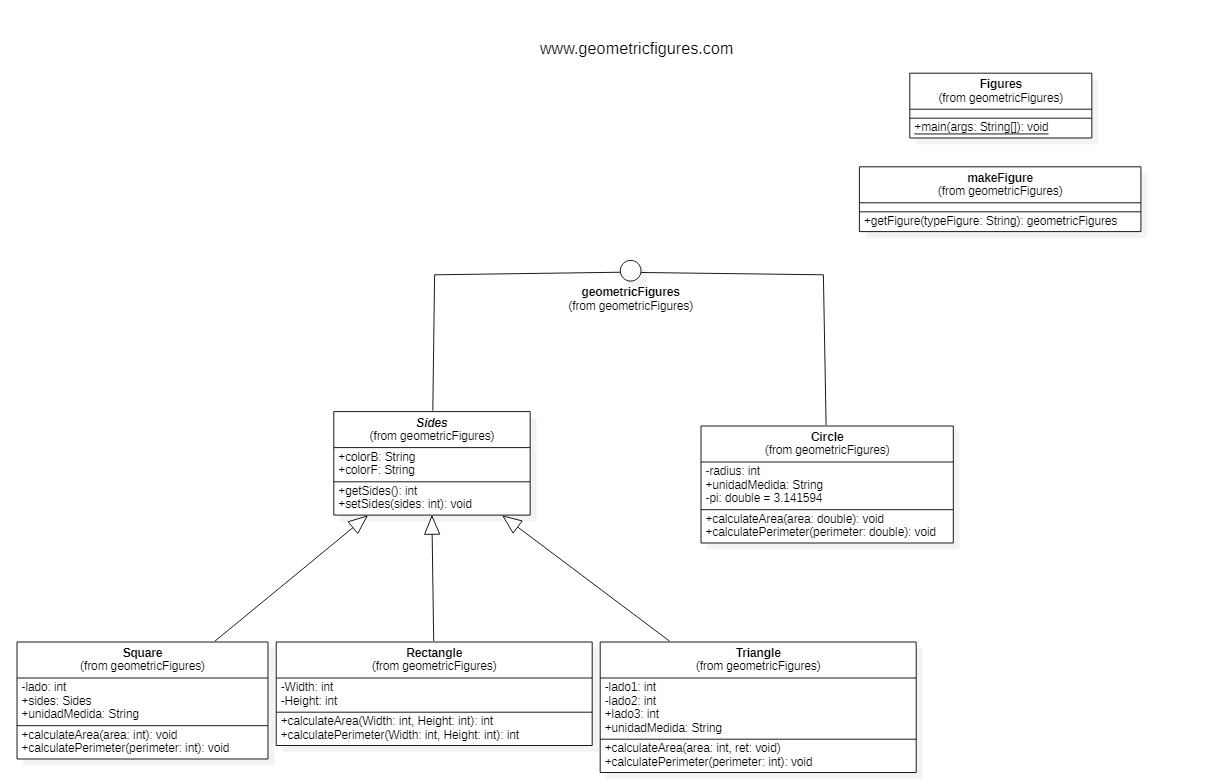 www.geometricfigures.com
Figures
(from geometricFigures)
+main(args: String[]): void
makeFigure
(from geometricFigures)
+getFigure(typeFigure: String): geometricFigures
geometricFigures
(from geometricFigures)
Sides
(from geometricFigures)
+colorB: String
+colorF: String
+getSides(): int
+setSides(sides: int): void
Circle
(from geometricFigures)
-radius: int
+unidadMedida: String
-pi: double = 3.141594
+calculateArea(area: double): void
+calculatePerimeter(perimeter: double): void
Square
(from geometricFigures)
-lado: int
+sides: Sides
+unidadMedida: String
+calculateArea(area: int): void
+calculatePerimeter(perimeter: int): void
Rectangle
(from geometricFigures)
-Width: int
-Height: int
+calculateArea(Width: int, Height: int): int
+calculatePerimeter(Width: int, Height: int): int
Triangle
(from geometricFigures)
-lado1: int
-lado2: int
+lado3: int
+unidadMedida: String
+calculateArea(area: int, ret: void)
+calculatePerimeter(perimeter: int): void